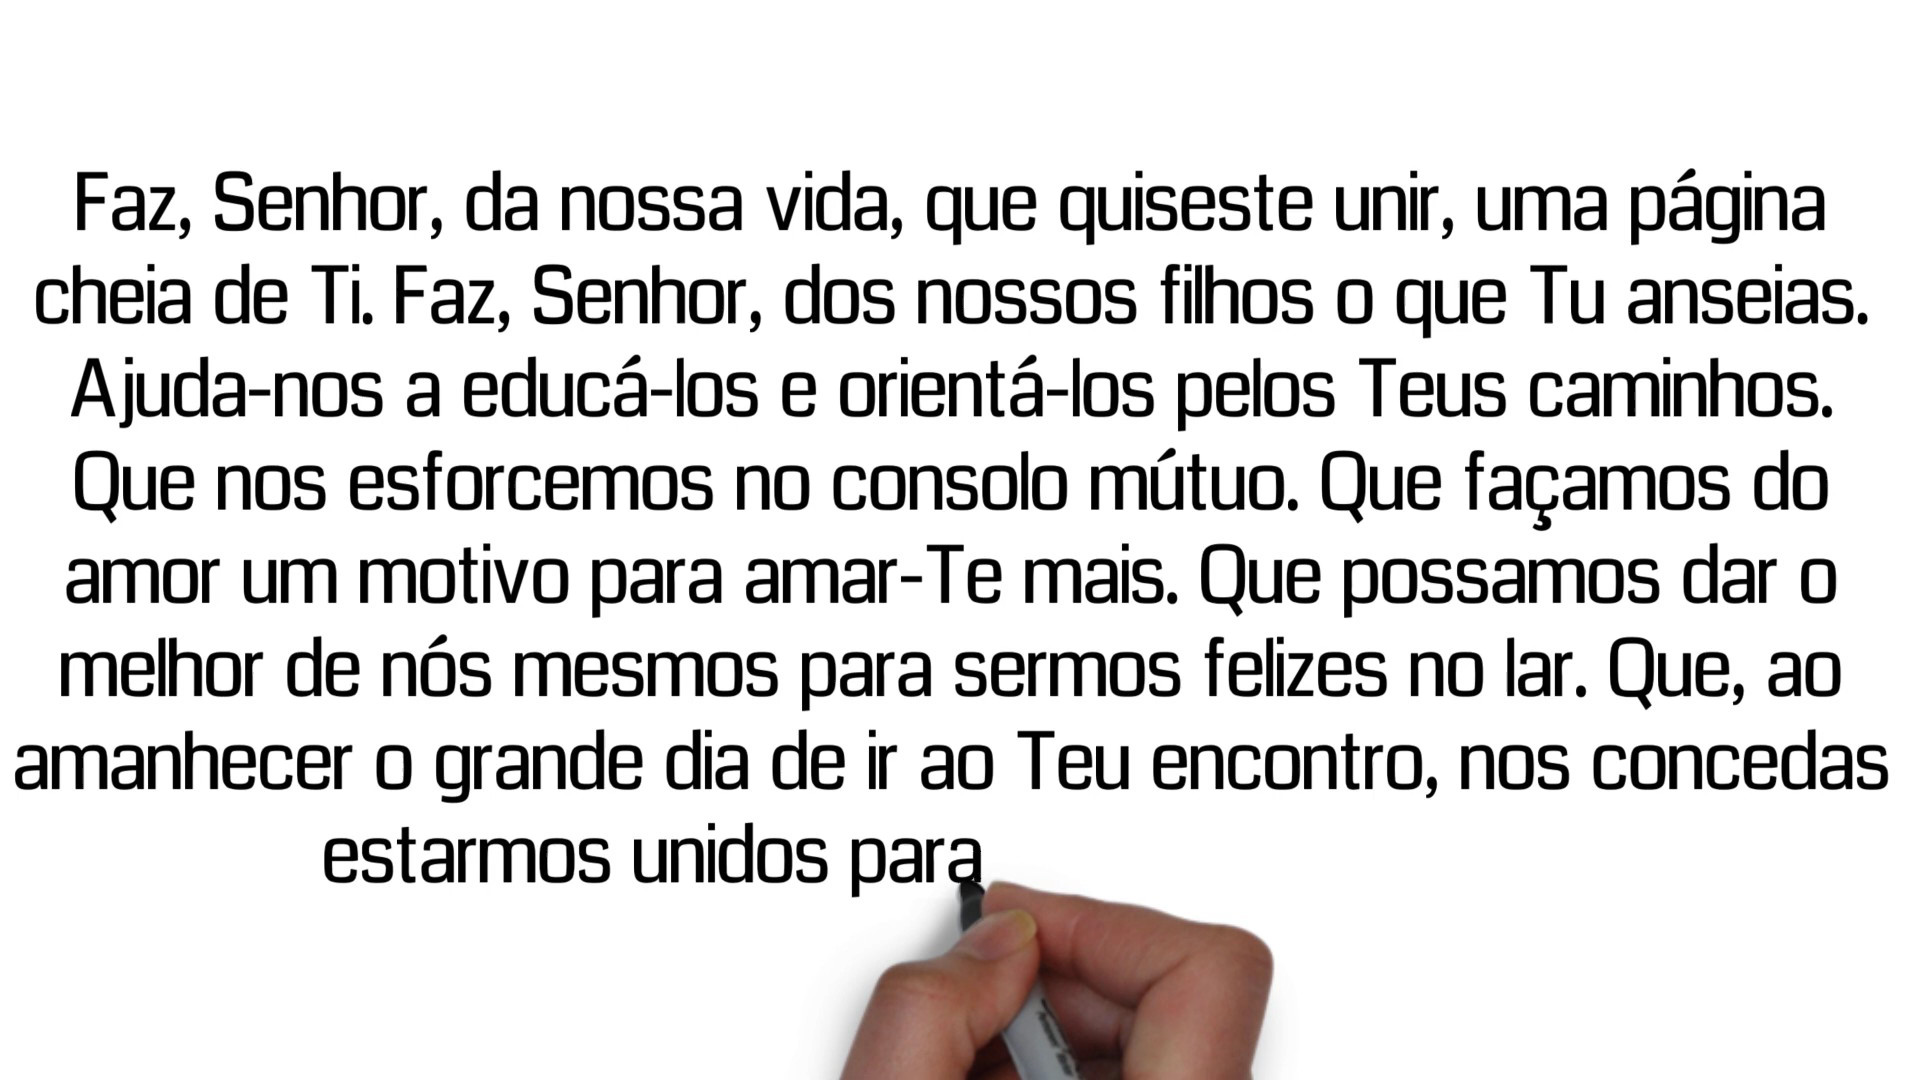 Faz, Senhor, da nossa vida, que quiseste unir, uma página
cheia de Ti. Faz, Senhor, dos nossos filhos o que Tu anseias.
Ajuda-nos a educá-los e orientá-los pelos Teus caminhos.
Que nos esforcemos no consolo mútuo. Que façamos do
amor um motivo para amar-Te mais. Que possamos dar o
melhor de nós mesmos para sermos felizes no lar. Que, ao
amanhecer o grande dia de ir ao Teu encontro, nos concedas
estarmos unidos para